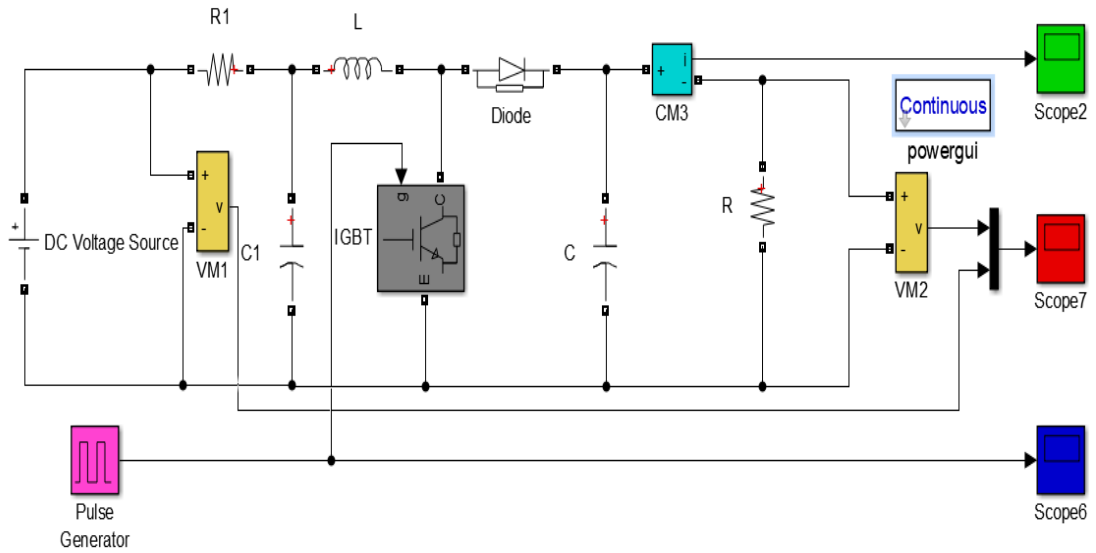 R1
L
i
+
-
CM3
Diode
Scope2
Continuous
powergui
+
v
-
VM1
+
DC Voltage Source
C1
IGBT
g
C
E
C
R
+
v
-
VM2
Scope7
Pulse
Generator
Scope6